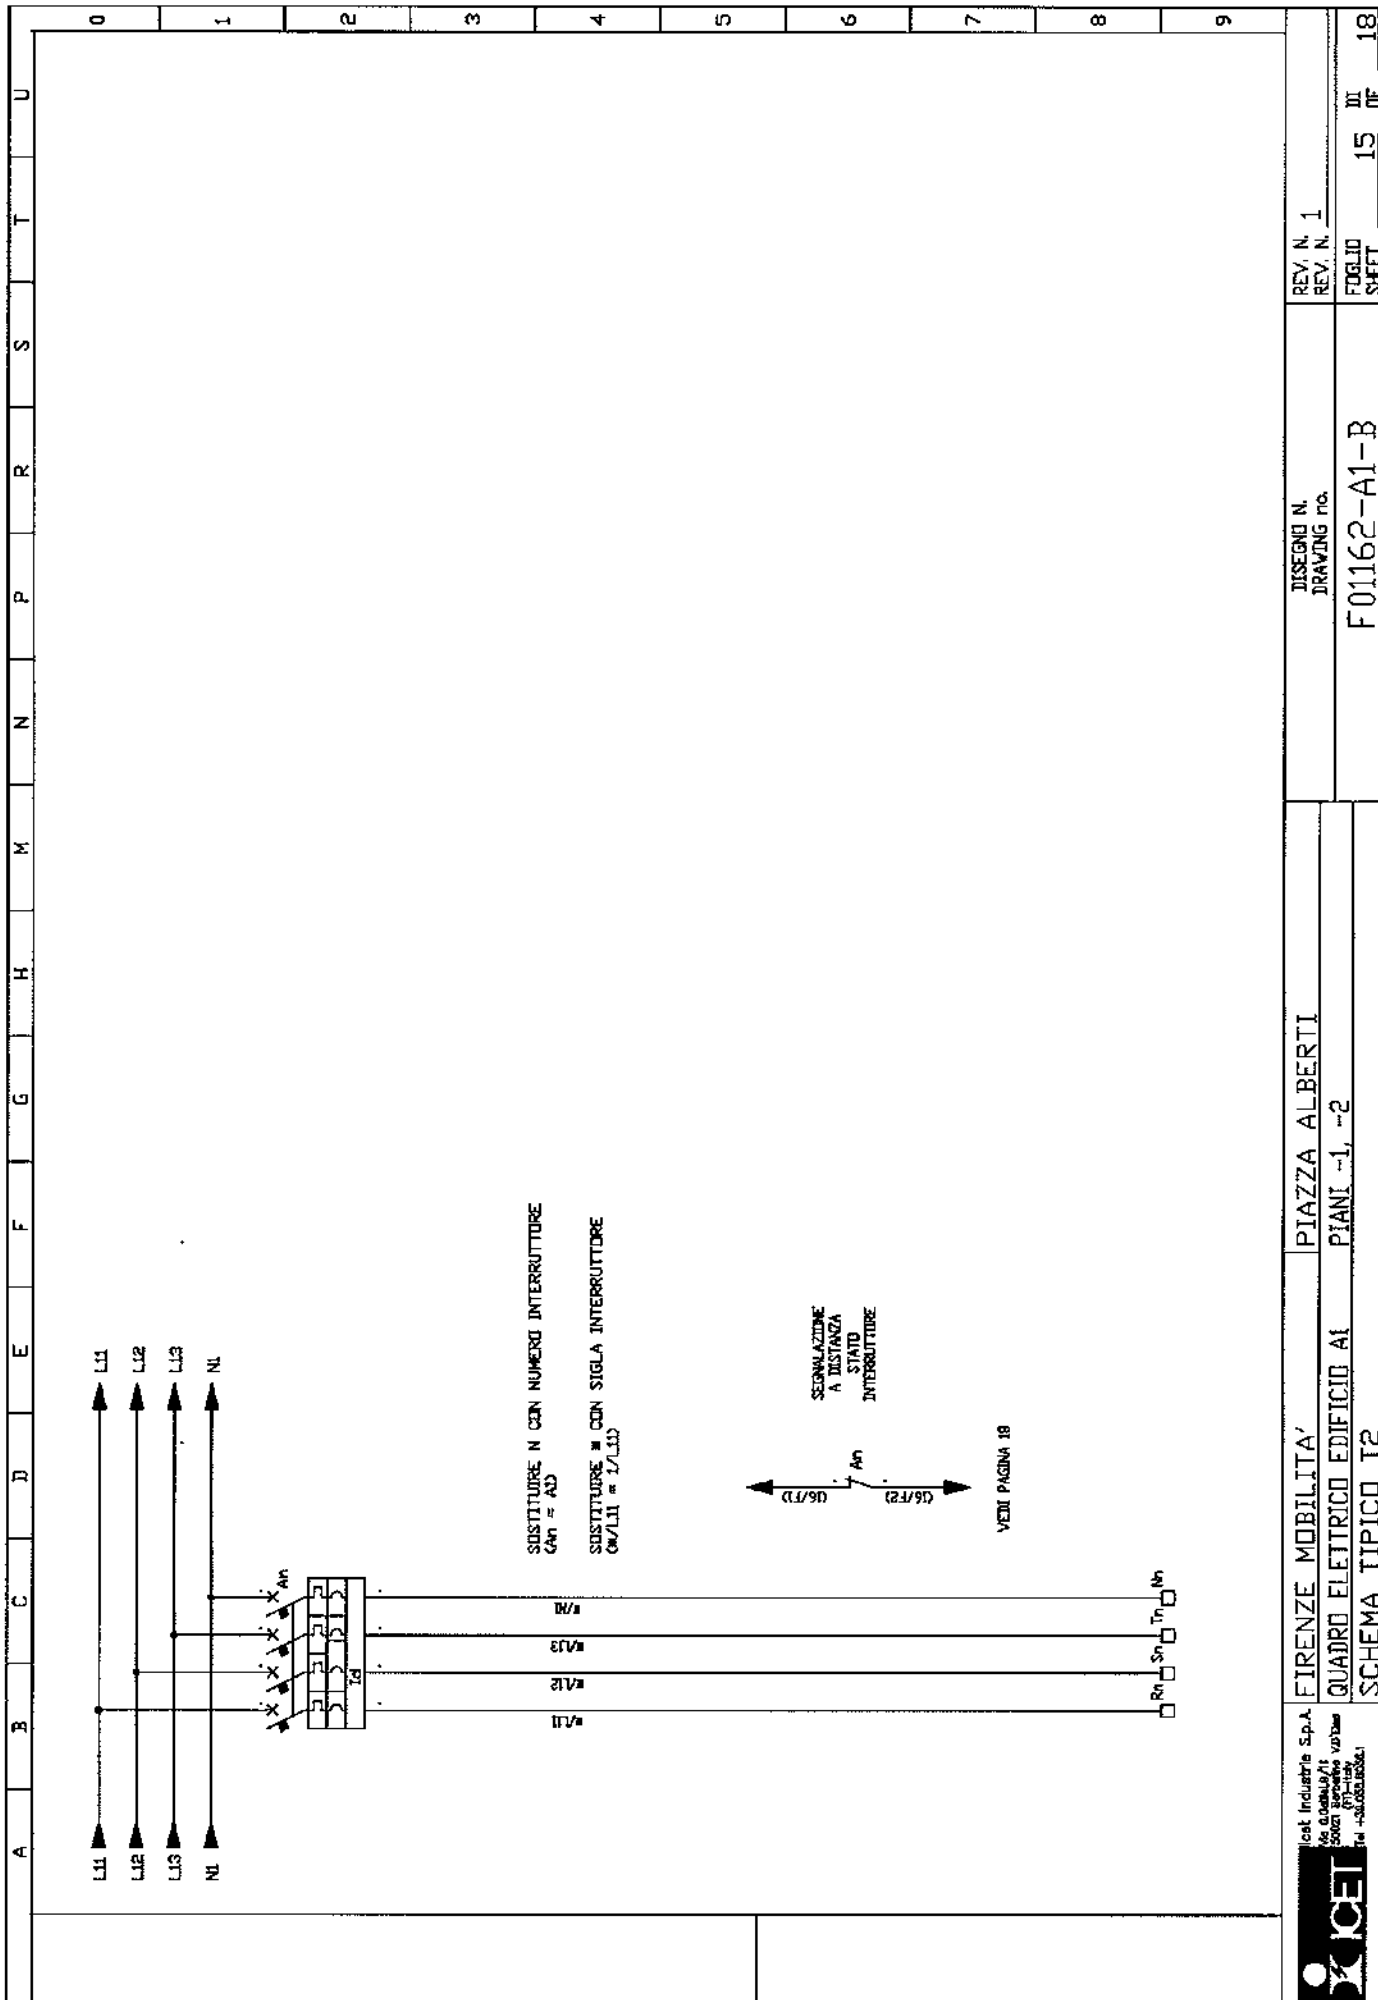 A B C D E F G H M N P R S T U
0
1
2
3
4
5
6
7
8
9
L11 L11
L12 L12
L13 L13
N1 N1
An
Id
*/L11
*/L12
*/L13
*/N1
Rn Sn Tn Nn
SOSTITUIRE N CON NUMERO INTERRUTTORE
(An = A1)
SOSTITUIRE * CON SIGLA INTERRUTTORE
(*/L11 = 1/L11)
SEGNALAZIONE
A DISTANZA
STATO
INTERRUTTORE
(16/F1)
An
(16/F2)
VEDI PAGINA 18
ICET
Icet Industrie S.p.A.
FIRENZE MOBILITA'
PIAZZA ALBERTI
QUADRO ELETTRICO EDIFICIO A1
PIANI -1, -2
SCHEMA TIPICO T2
DISEGNO N.
DRAWING no.
F01162-A1-B
REV. N.
REV. N. 1
FOGLIO
SHEET
15
DI
OF
18